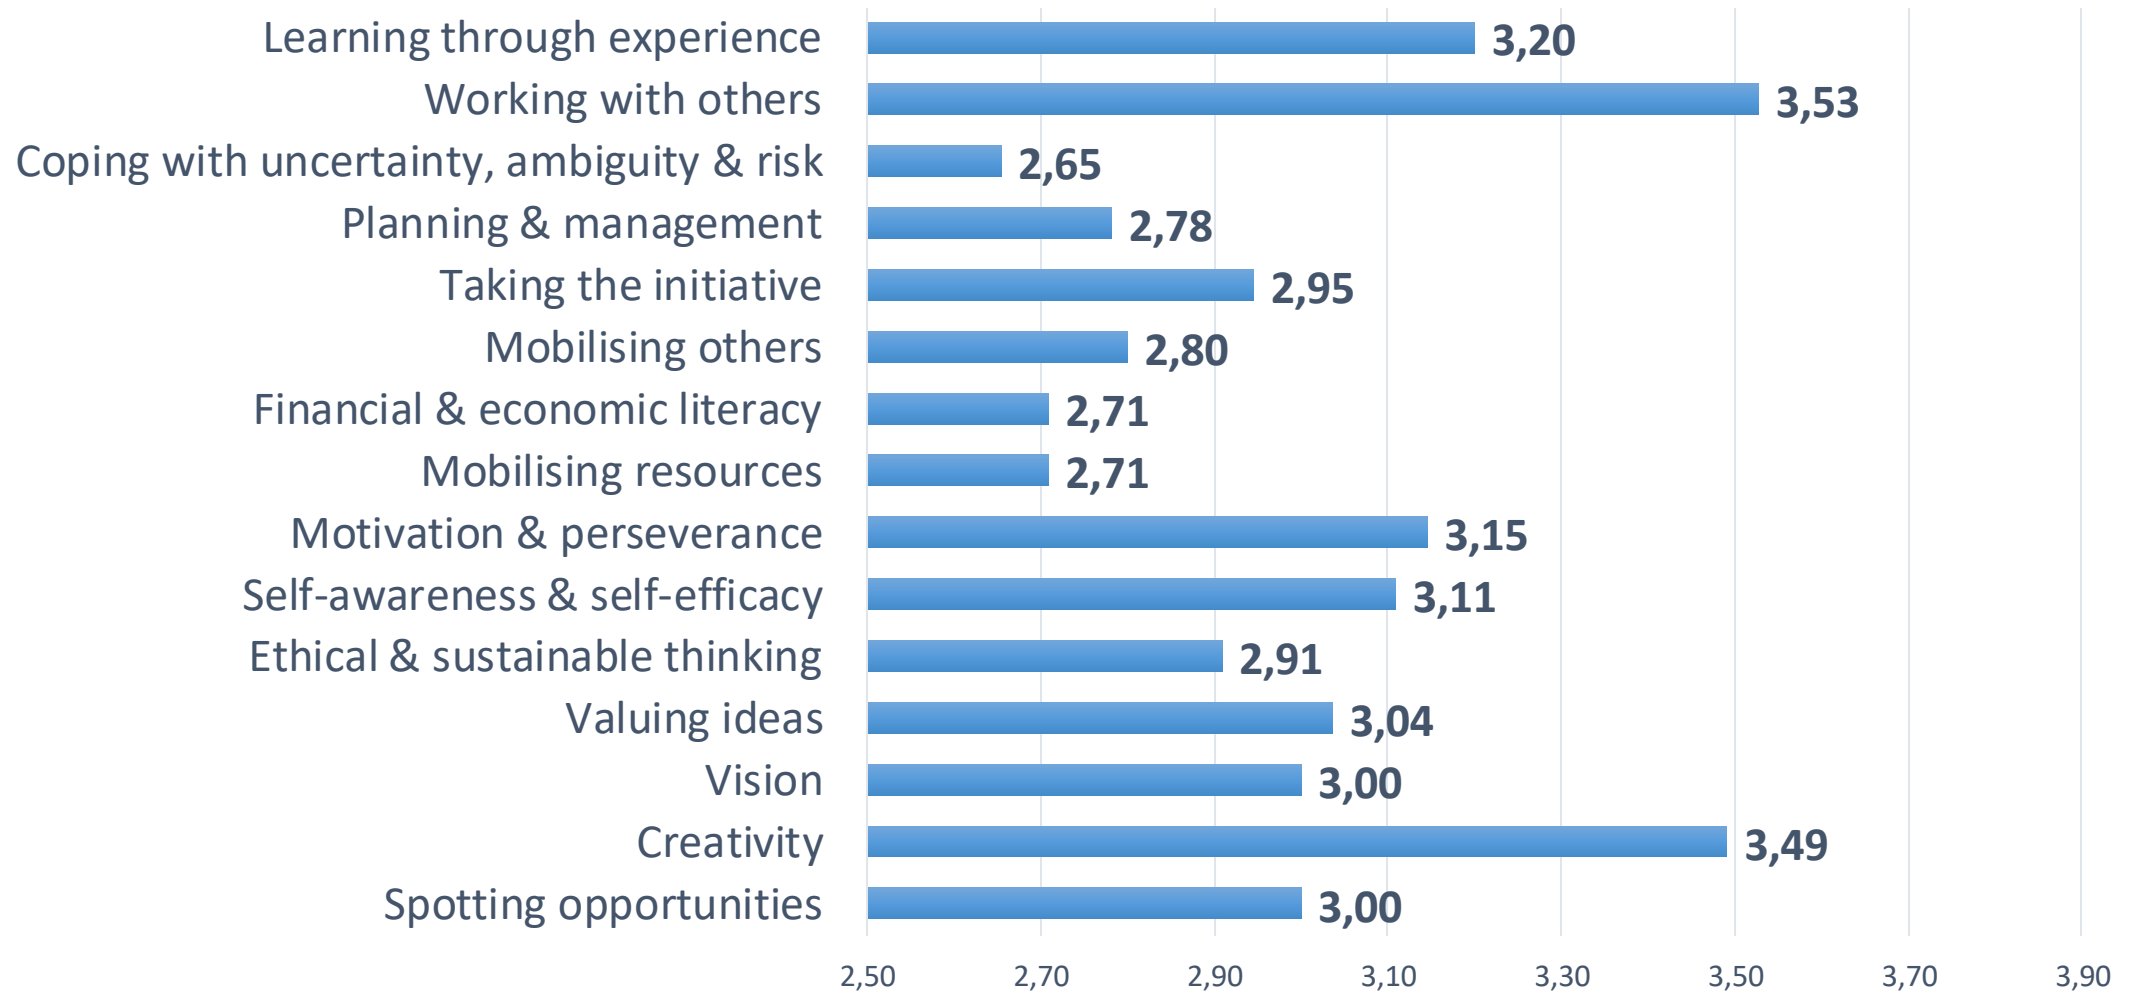 Learning through experience 3,20
Working with others 3,53
Coping with uncertainty, ambiguity & risk 2,65
Planning & management 2,78
Taking the initiative 2,95
Mobilising others 2,80
Financial & economic literacy 2,71
Mobilising resources 2,71
Motivation & perseverance 3,15
Self-awareness & self-efficacy 3,11
Ethical & sustainable thinking 2,91
Valuing ideas 3,04
Vision 3,00
Creativity 3,49
Spotting opportunities 3,00
2,50 2,70 2,90 3,10 3,30 3,50 3,70 3,90